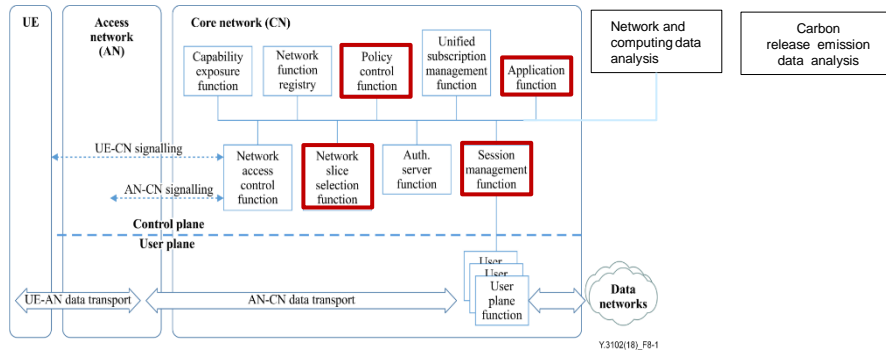 UE
Access
network
(AN)
Core network (CN)
Capability
exposure
function
Network
function
registry
Policy
control
function
Unified
subscription
management
function
Application
function
Network and
computing data
analysis
Carbon
release emission
data analysis
UE-CN signalling
AN-CN signalling
Network
access
control
function
Network
slice
selection
function
Auth.
server
function
Session
management
function
Control plane
User plane
User
User
User
plane
function
UE-AN data transport
AN-CN data transport
Data
networks
Y.3102(18)_F8-1